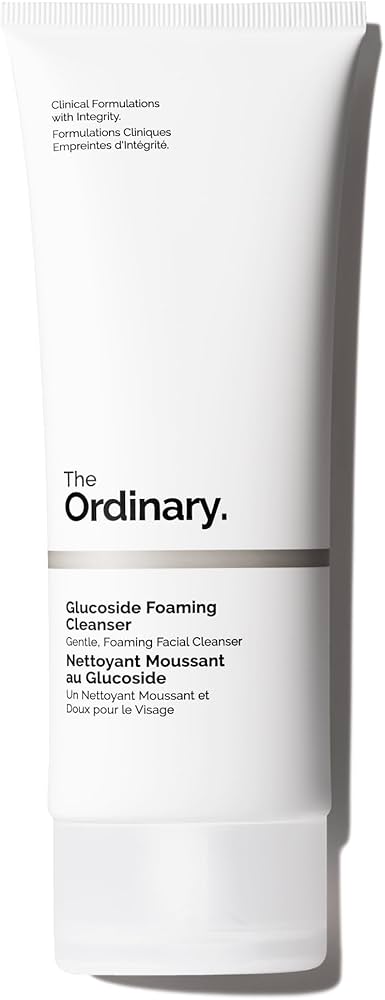 Clinical Formulations
with Integrity.
Formulations Cliniques
Empreintes d'Intégrité.
The
Ordinary.
Glucoside Foaming
Cleanser
Gentle, Foaming Facial Cleanser
Nettoyant Moussant
au Glucoside
Un Nettoyant Moussant et
Doux pour le Visage